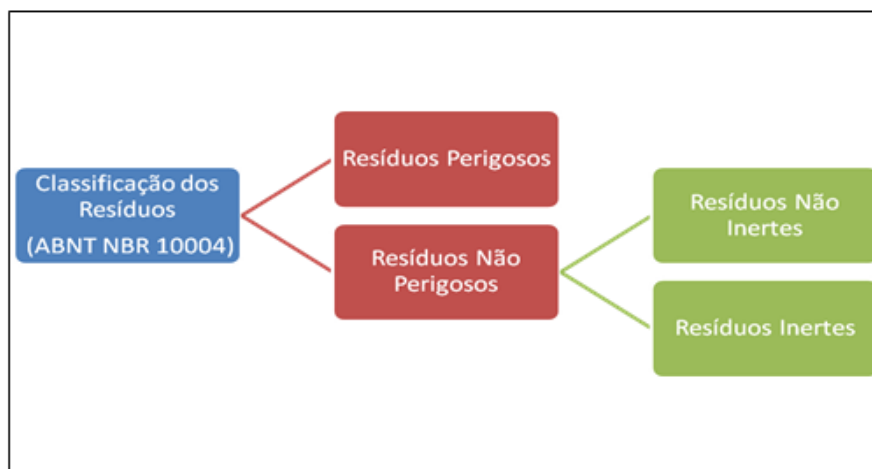 Classificação dos
Resíduos
(ABNT NBR 10004)
Resíduos Perigosos
Resíduos Não
Perigosos
Resíduos Não
Inertes
Resíduos Inertes